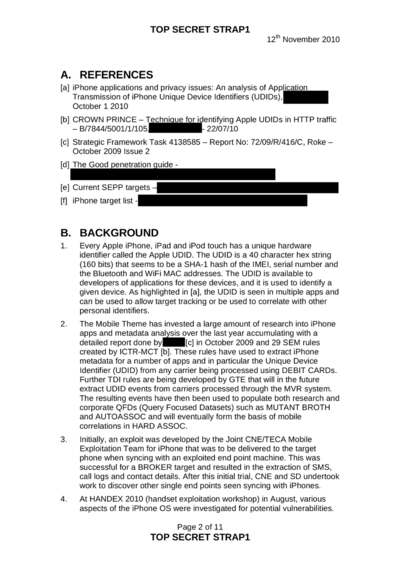 TOP SECRET STRAP1
12th November 2010
A. REFERENCES
[a] iPhone applications and privacy issues: An analysis of Application
Transmission of iPhone Unique Device Identifiers (UDIDs),
October 1 2010
[b] CROWN PRINCE – Technique for identifying Apple UDIDs in HTTP traffic
– B/7844/5001/1/105, - 22/07/10
[c] Strategic Framework Task 4138585 – Report No: 72/09/R/416/C, Roke –
October 2009 Issue 2
[d] The Good penetration guide -
[e] Current SEPP targets –
[f] iPhone target list -
B. BACKGROUND
1. Every Apple iPhone, iPad and iPod touch has a unique hardware
identifier called the Apple UDID. The UDID is a 40 character hex string
(160 bits) that seems to be a SHA-1 hash of the IMEI, serial number and
the Bluetooth and WiFi MAC addresses. The UDID is available to
developers of applications for these devices, and it is used to identify a
given device. As highlighted in [a], the UDID is seen in multiple apps and
can be used to allow target tracking or be used to correlate with other
personal identifiers.
2. The Mobile Theme has invested a large amount of research into iPhone
apps and metadata analysis over the last year accumulating with a
detailed report done by [c] in October 2009 and 29 SEM rules
created by ICTR-MCT [b]. These rules have used to extract iPhone
metadata for a number of apps and in particular the Unique Device
Identifier (UDID) from any carrier being processed using DEBIT CARDs.
Further TDI rules are being developed by GTE that will in the future
extract UDID events from carriers processed through the MVR system.
The resulting events have then been used to populate both research and
corporate QFDs (Query Focused Datasets) such as MUTANT BROTH
and AUTOASSOC and will eventually form the basis of mobile
correlations in HARD ASSOC.
3. Initially, an exploit was developed by the Joint CNE/TECA Mobile
Exploitation Team for iPhone that was to be delivered to the target
phone when syncing with an exploited end point machine. This was
successful for a BROKER target and resulted in the extraction of SMS,
call logs and contact details. After this initial trial, CNE and SD undertook
work to discover other single end points seen syncing with iPhones.
4. At HANDEX 2010 (handset exploitation workshop) in August, various
aspects of the iPhone OS were investigated for potential vulnerabilities.
Page 2 of 11
TOP SECRET STRAP1